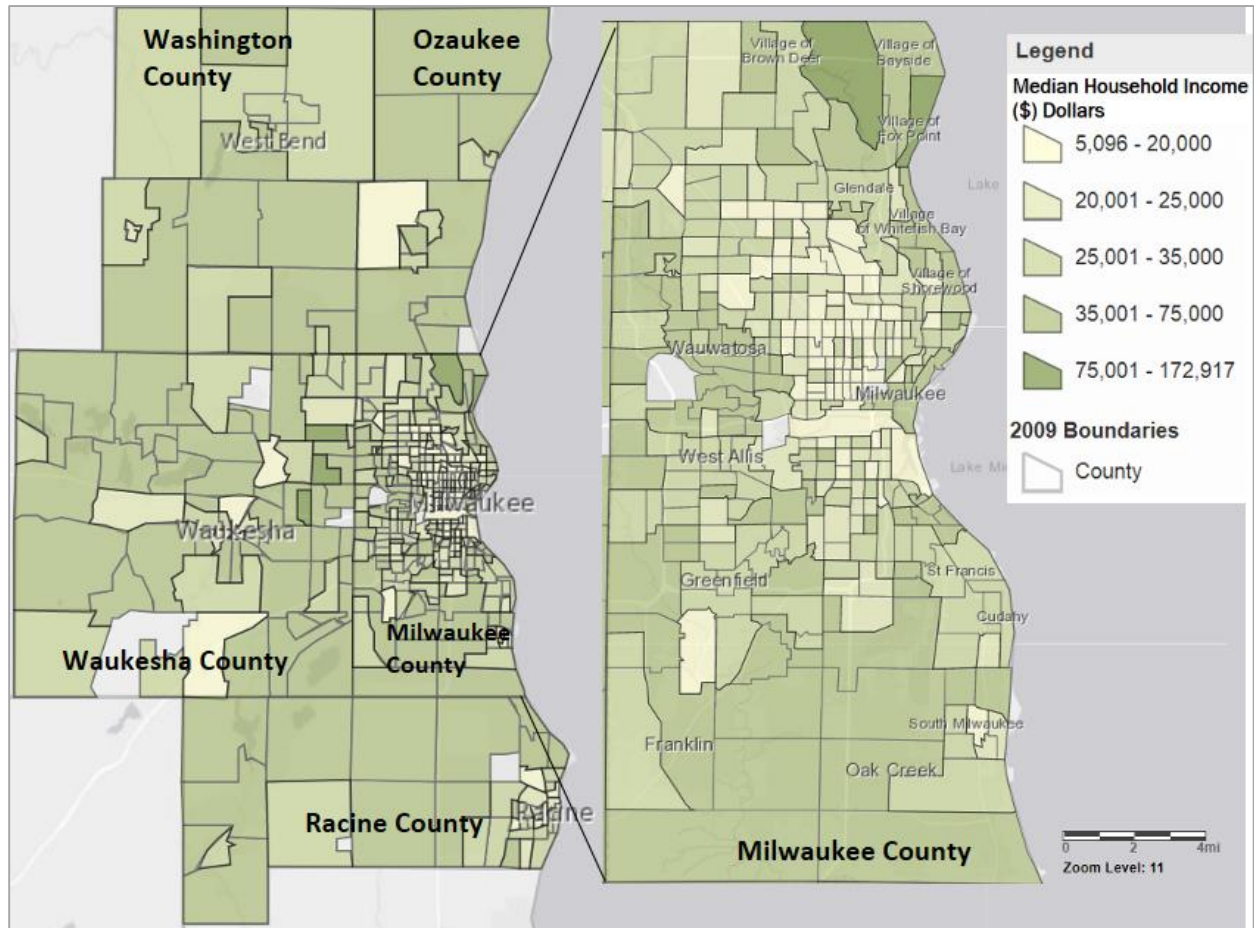 Washington
County
Ozaukee
County
West Bend
Waukesha
Milwaukee
Waukesha County
Milwaukee
County
Racine County
Racine
Village of
Brown Deer
Village of
Bayside
Village of
Fox Point
Lake
Glendale
Village
of Whitefish Bay
Village of
Shorewood
Wauwatosa
Milwaukee
West Allis
Lake Mi
St Francis
Greenfield
Cudahy
South Milwaukee
Franklin
Oak Creek
Milwaukee County
Legend
Median Household Income
($) Dollars
5,096 - 20,000
20,001 - 25,000
25,001 - 35,000
35,001 - 75,000
75,001 - 172,917
2009 Boundaries
County
0 2 4mi
Zoom Level: 11